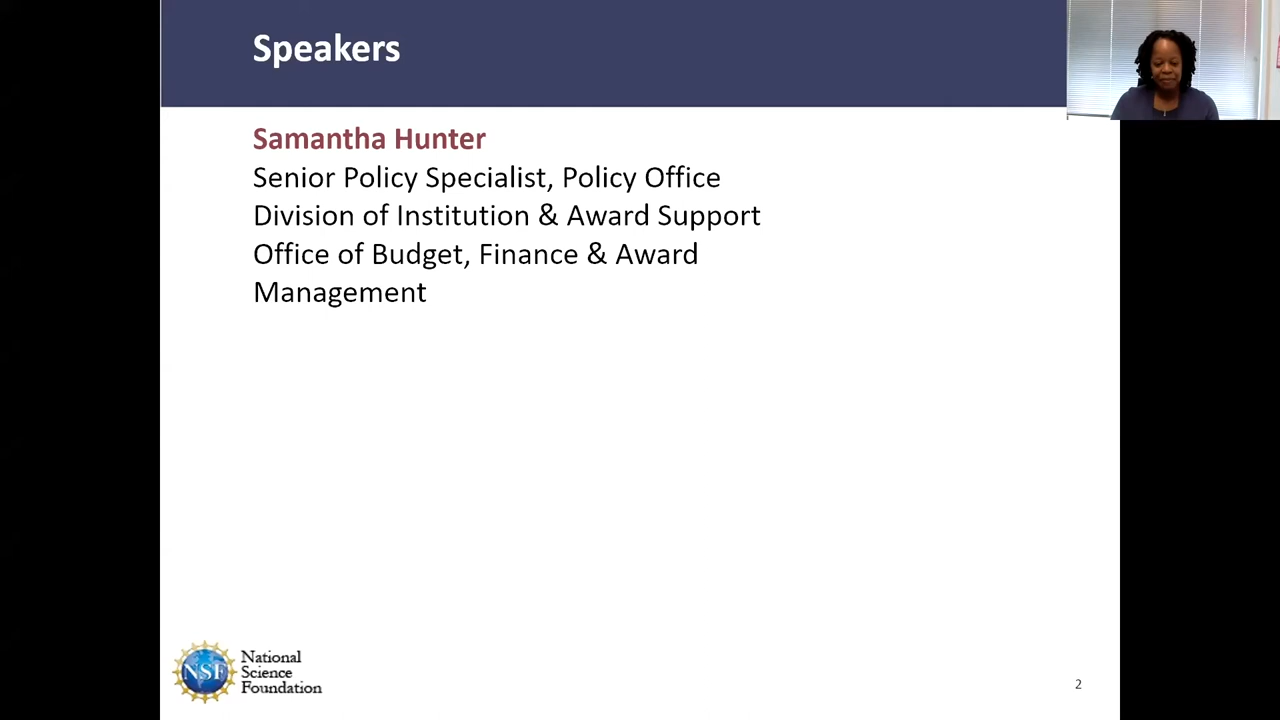 Speakers
Samantha Hunter
Senior Policy Specialist, Policy Office
Division of Institution & Award Support
Office of Budget, Finance & Award
Management
NSF
National
Science
Foundation
2